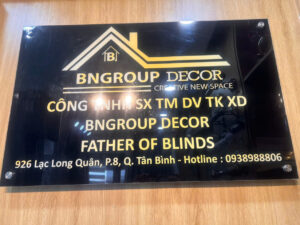 B
BNGROUP DECOR
CREATIVE NEW SPACE
CÔNG TNHH SX TM DV TK XD
BNGROUP DECOR
FATHER OF BLINDS
926 Lạc Long Quân, P.8, Q. Tân Bình - Hotline : 0938988806